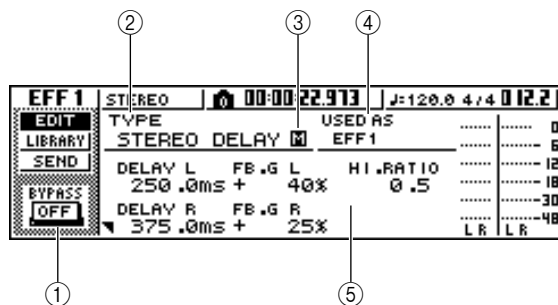 ② ③ ④
EFF 1 STEREO 00:00:22.973 ♩=120.0 4/4 012.2
EDIT TYPE USED AS
LIBRARY STEREO DELAY M EFF1
SEND DELAY L FB.G L HI.RATIO
250.0ms + 40% 0.5
BYPASS DELAY R FB.G R
OFF 375.0ms + 25%
0
6
12
18
30
48
L R L R
① ⑤